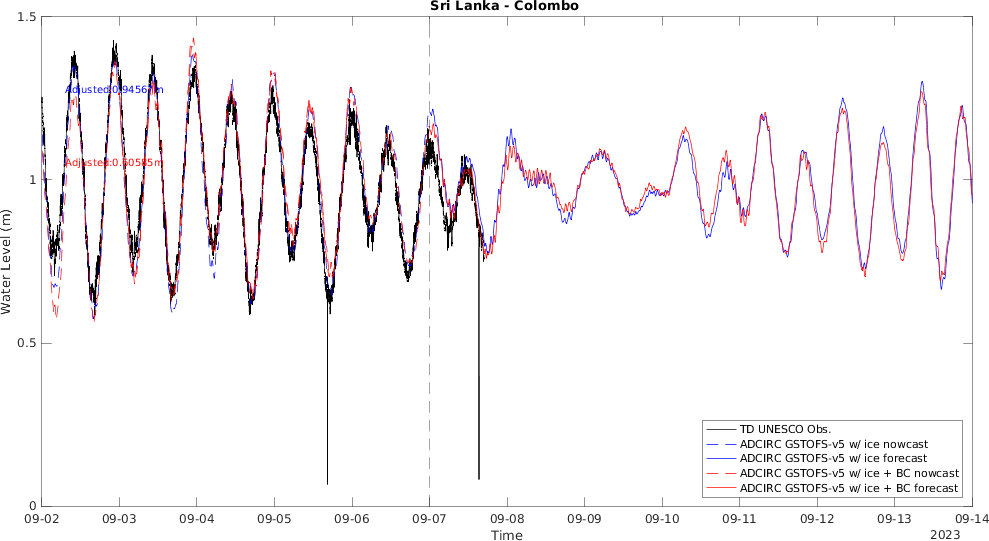 Sri Lanka - Colombo
1.5
1
0.5
0
Water Level (m)
Adjusted:0.94567m
Adjusted:0.60585m
TD UNESCO Obs.
ADCIRC GSTOFS-v5 w/ ice nowcast
ADCIRC GSTOFS-v5 w/ ice forecast
ADCIRC GSTOFS-v5 w/ ice + BC nowcast
ADCIRC GSTOFS-v5 w/ ice + BC forecast
09-02 09-03 09-04 09-05 09-06 09-07 09-08 09-09 09-10 09-11 09-12 09-13 09-14
Time
2023